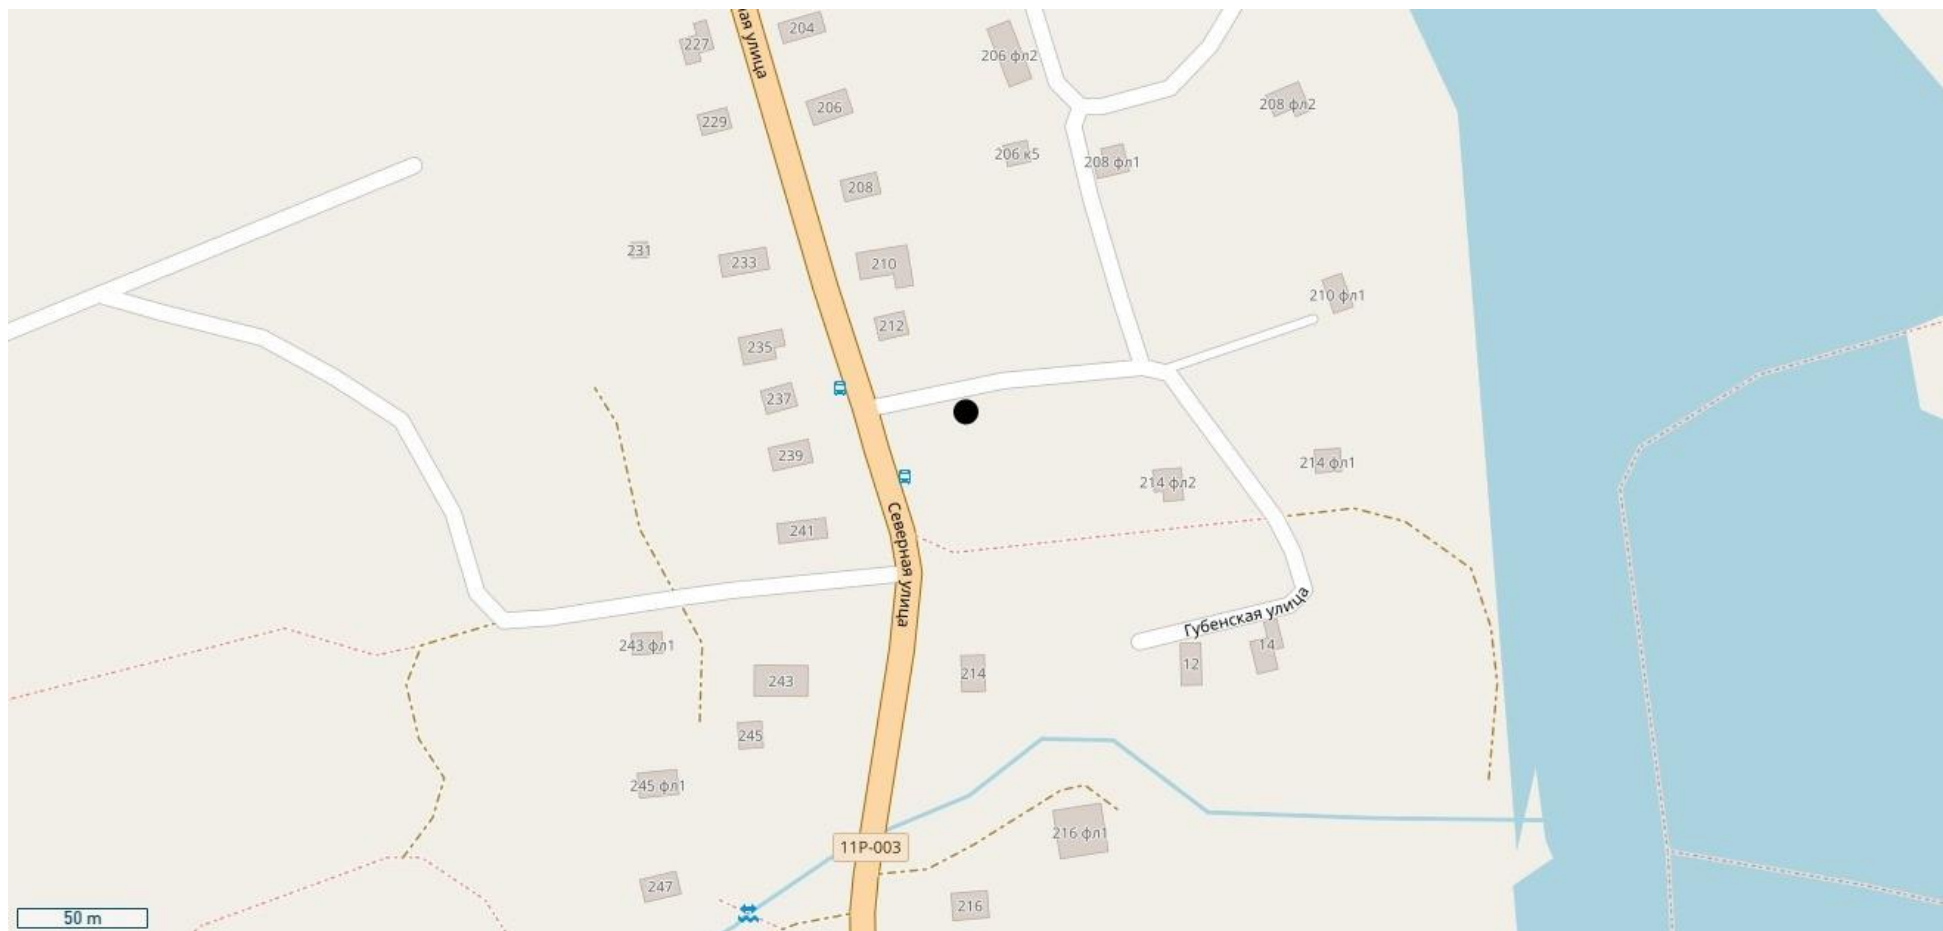 ная улица
204
227
206 фл2
206
208 фл2
229
206 к5
208 фл1
208
231
233
210
210 фл1
212
235
237
239
214 фл1
214 фл2
Северная улица
241
Губенская улица
243 фл1
14
12
214
243
245
245 фл1
216 фл1
11Р-003
247
216
50 m